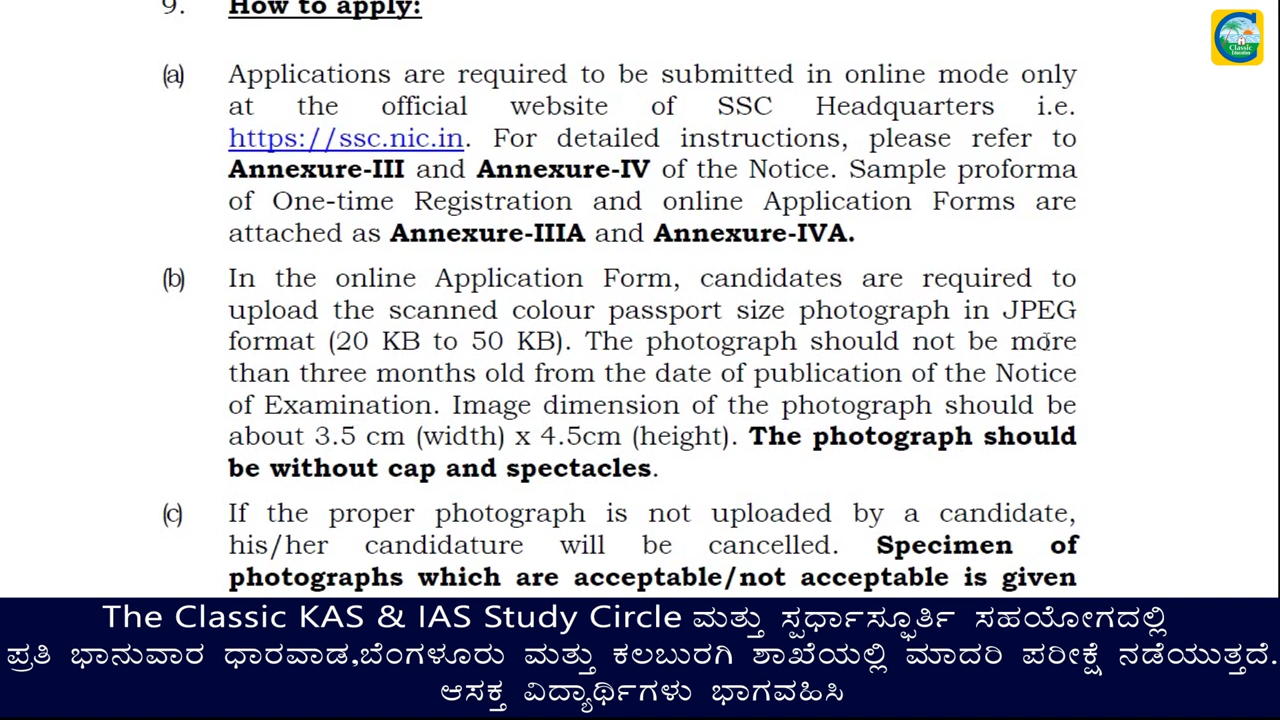 9. How to apply:
(a) Applications are required to be submitted in online mode only
at the official website of SSC Headquarters i.e.
https://ssc.nic.in. For detailed instructions, please refer to
Annexure-III and Annexure-IV of the Notice. Sample proforma
of One-time Registration and online Application Forms are
attached as Annexure-IIIA and Annexure-IVA.
(b) In the online Application Form, candidates are required to
upload the scanned colour passport size photograph in JPEG
format (20 KB to 50 KB). The photograph should not be more
than three months old from the date of publication of the Notice
of Examination. Image dimension of the photograph should be
about 3.5 cm (width) x 4.5cm (height). The photograph should
be without cap and spectacles.
(c) If the proper photograph is not uploaded by a candidate,
his/her candidature will be cancelled. Specimen of
photographs which are acceptable/not acceptable is given
Classic
Education
The Classic KAS & IAS Study Circle ಮತ್ತು ಸ್ಪರ್ಧಾಸ್ಫೂರ್ತಿ ಸಹಯೋಗದಲ್ಲಿ
ಪ್ರತಿ ಭಾನುವಾರ ಧಾರವಾಡ,ಬೆಂಗಳೂರು ಮತ್ತು ಕಲಬುರಗಿ ಶಾಖೆಯಲ್ಲಿ ಮಾದರಿ ಪರೀಕ್ಷೆ ನಡೆಯುತ್ತದೆ.
ಆಸಕ್ತ ವಿದ್ಯಾರ್ಥಿಗಳು ಭಾಗವಹಿಸಿ